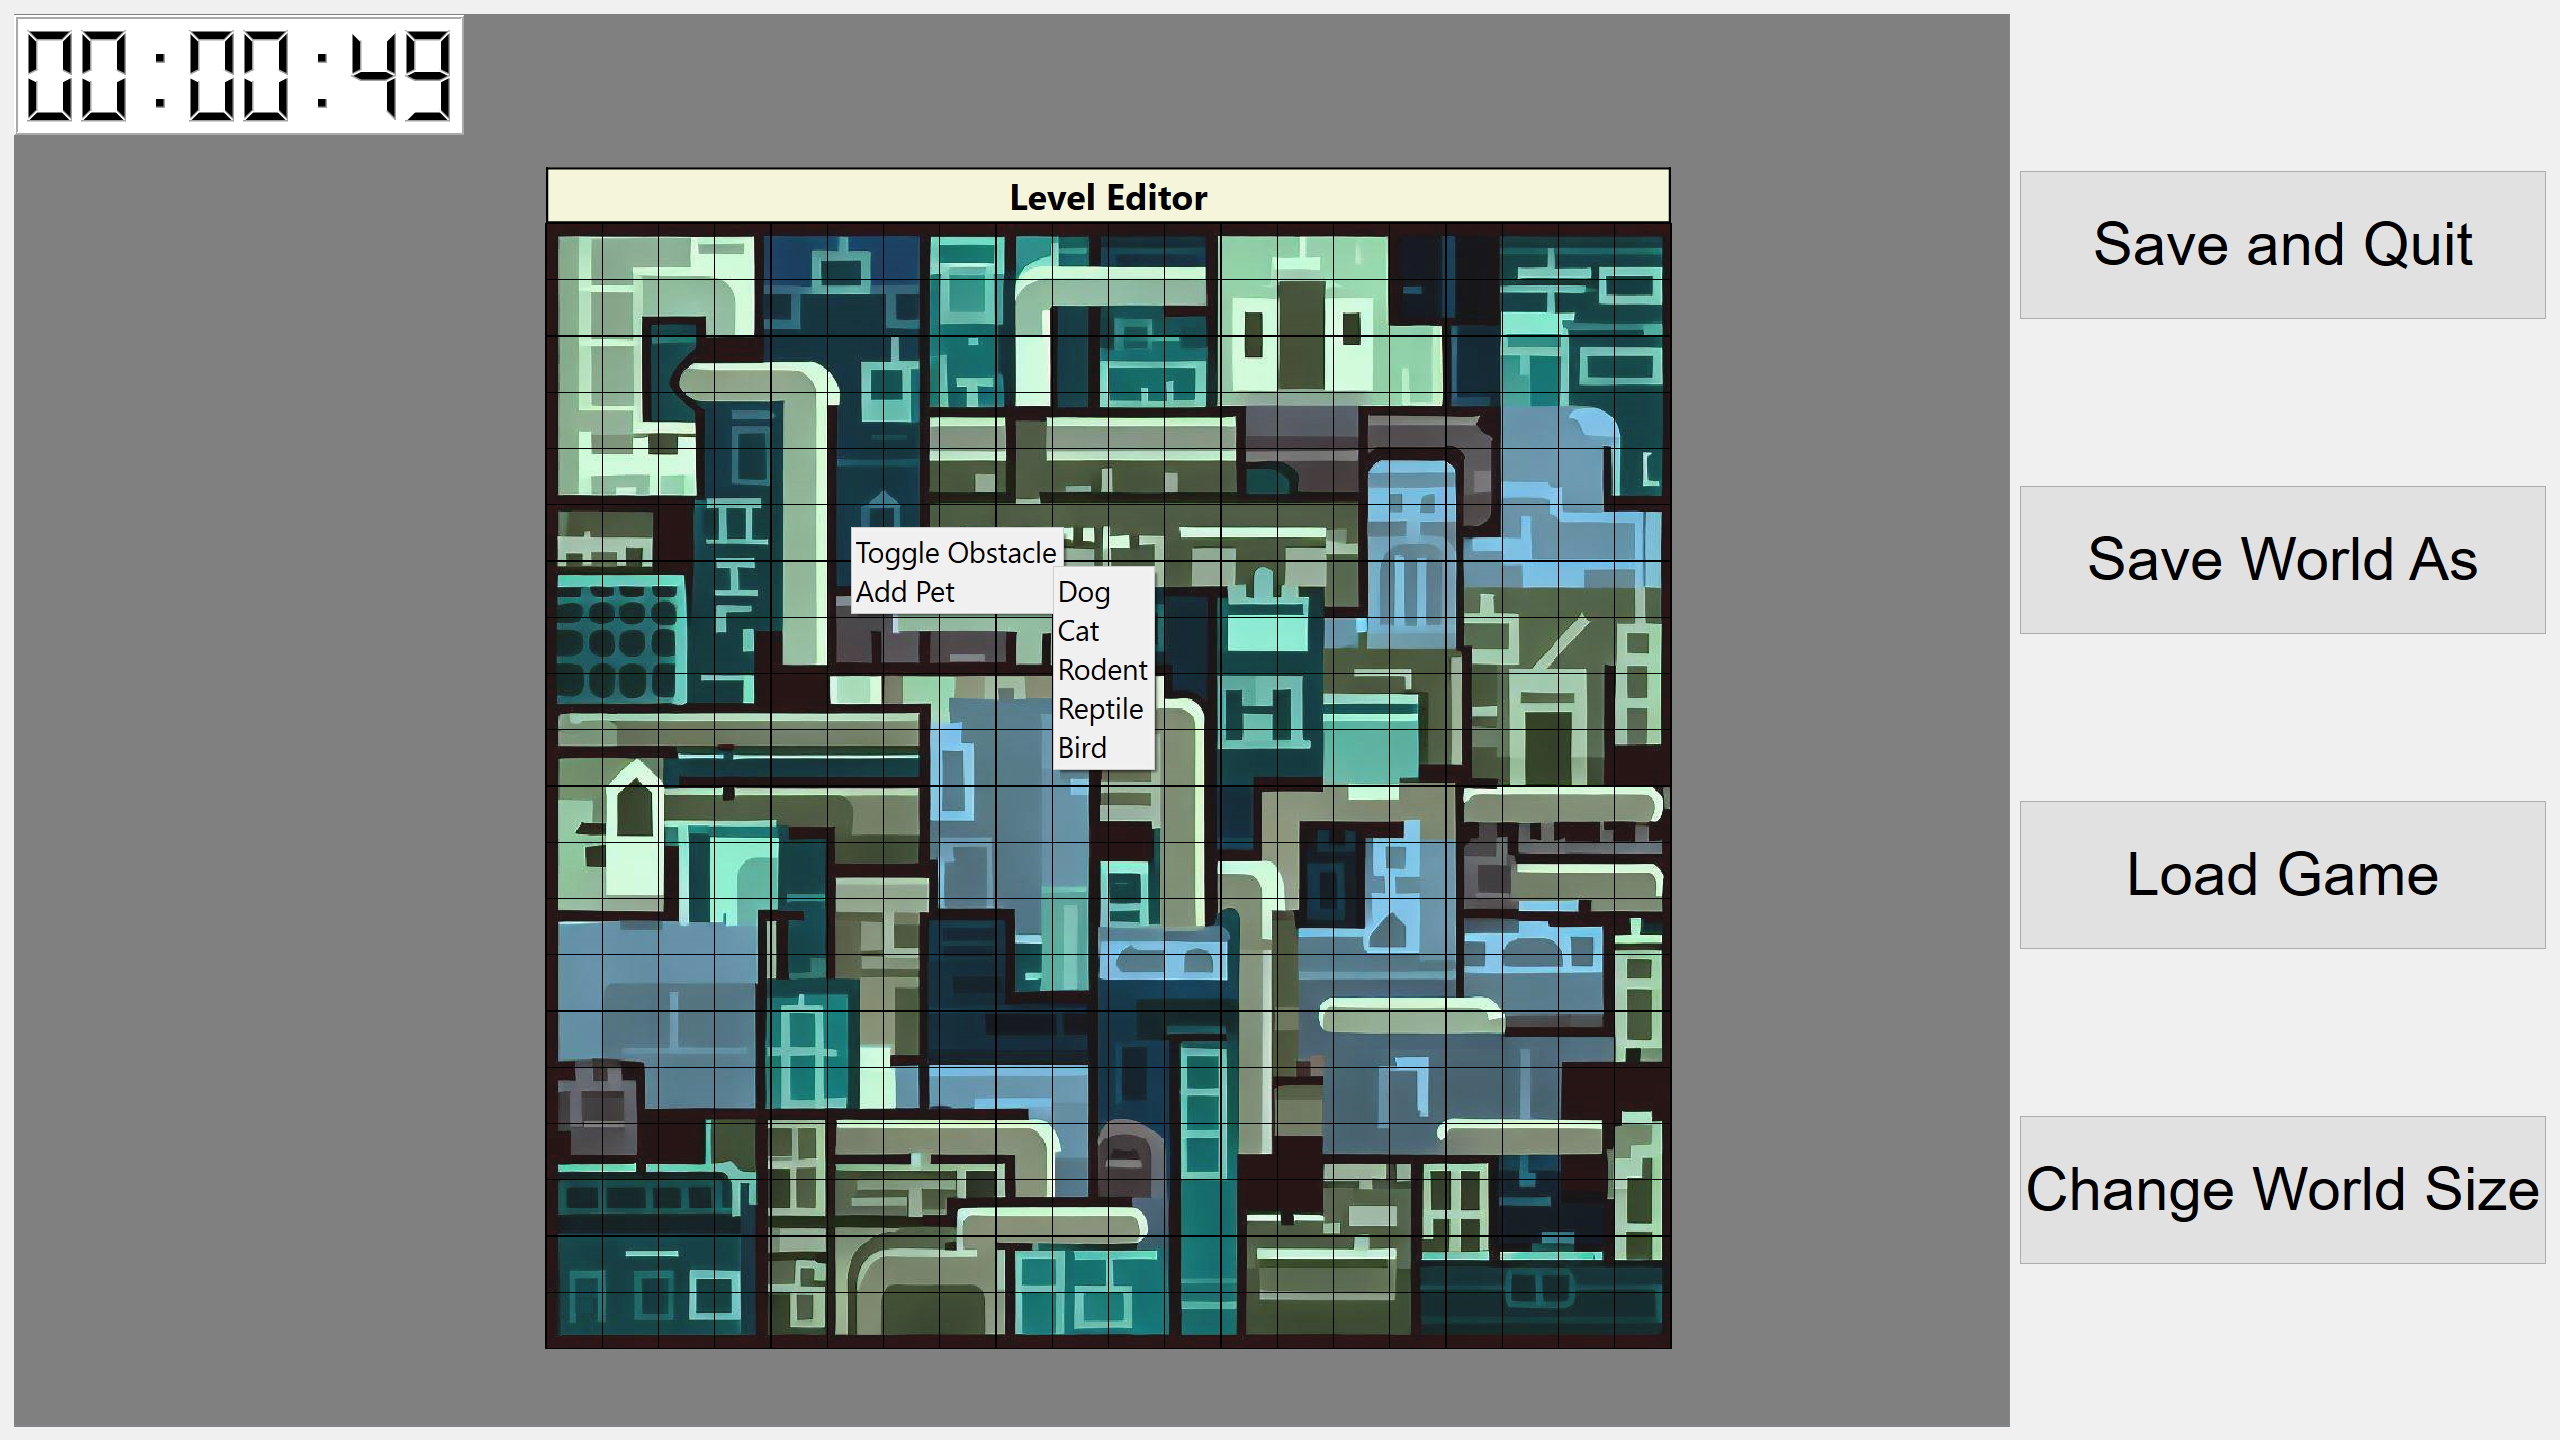 00:00:49
Level Editor
Save and Quit
Toggle Obstacle
Add Pet
Dog
Cat
Rodent
Reptile
Bird
Save World As
Load Game
Change World Size